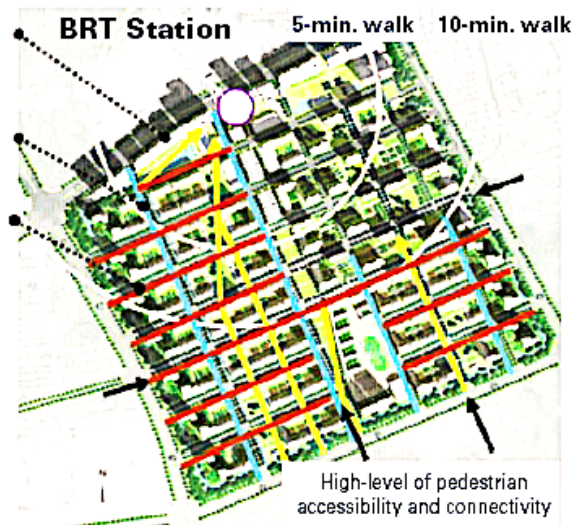 BRT Station
5-min. walk 10-min. walk
High-level of pedestrian
accessibility and connectivity